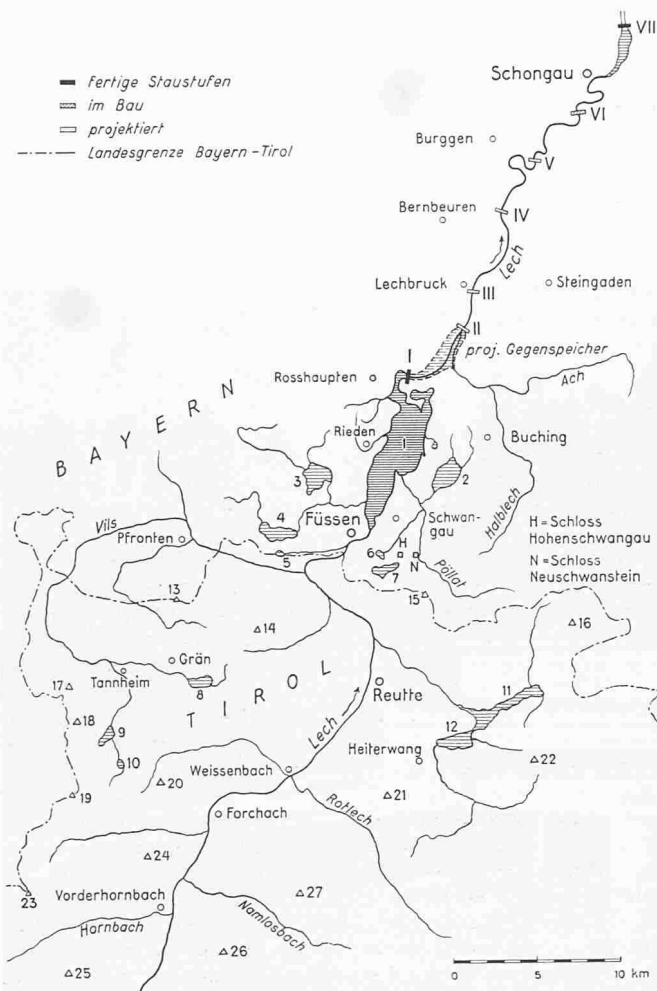 VII
Schongau
fertige Staustufen
im Bau
projektiert
Landesgrenze Bayern-Tirol
VI
Burggen
V
Bernbeuren
IV
Lech
Lechbruck
III
Steingaden
II
proj. Gegenspeicher
I
Rosshaupten
Ach
BAYERN
Rieden
1
Buching
3
2
4
Füssen
Schwan-
gau
Halblech
H = Schloss
Hohenschwangau
N = Schloss
Neuschwanstein
Vils
Pfronten
5
6
H
N
7
Pöllat
13
15
14
16
Grän
Tannheim
8
TIROL
17
18
9
10
Reutte
11
12
Lech
Heiterwang
22
Weissenbach
20
19
21
Forchach
Rotlech
24
23
Vorderhornbach
27
Hornbach
Namlosbach
26
25
0 5 10 km